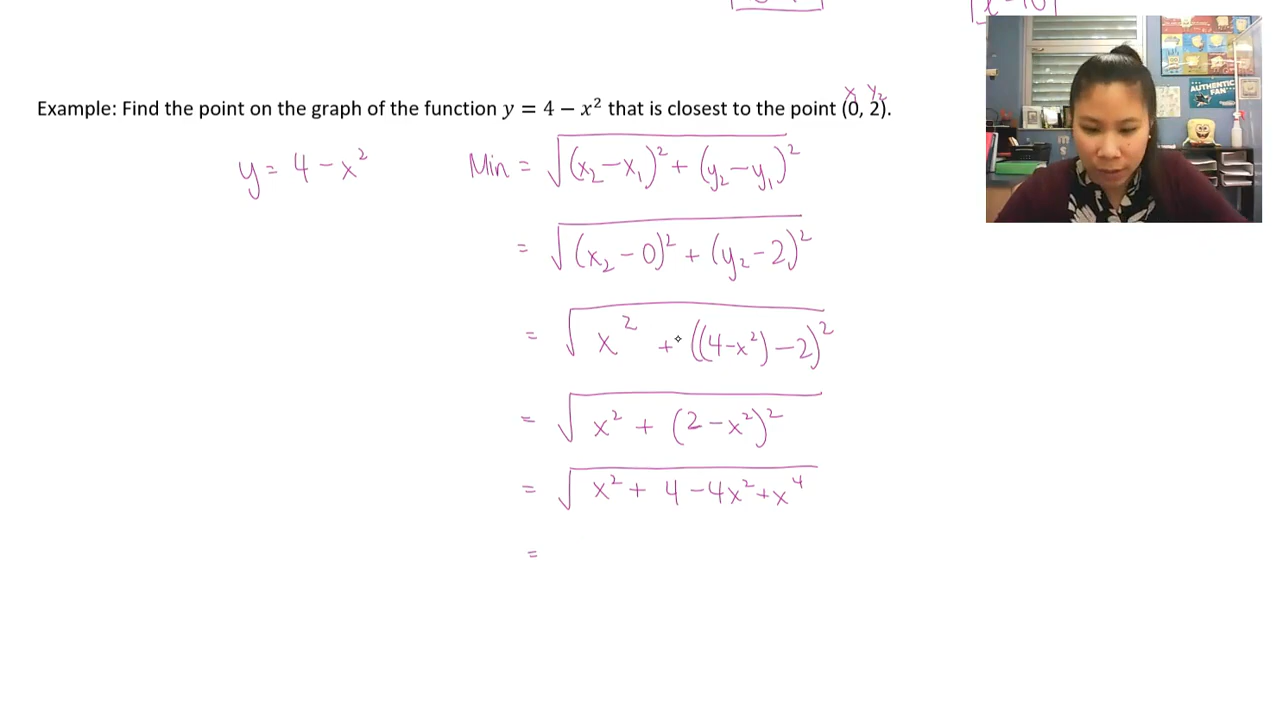 Example: Find the point on the graph of the function y = 4 − x² that is closest to the point (0, 2).
y = 4 − x²
Min = √((x₂ − x₁)² + (y₂ − y₁)²)
= √((x₂ − 0)² + (y₂ − 2)²)
= √(x² + ((4 − x²) − 2)²)
= √(x² + (2 − x²)²)
= √(x² + 4 − 4x² + x⁴)
=
AUTHENTIC
FAN